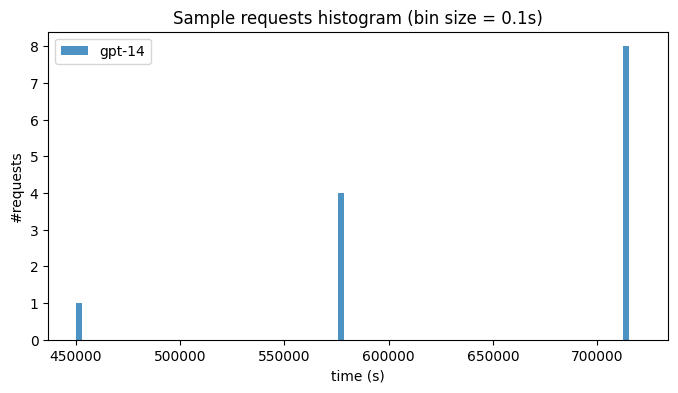 Sample requests histogram (bin size = 0.1s)
gpt-14
#requests
8
7
6
5
4
3
2
1
0
450000 500000 550000 600000 650000 700000
time (s)